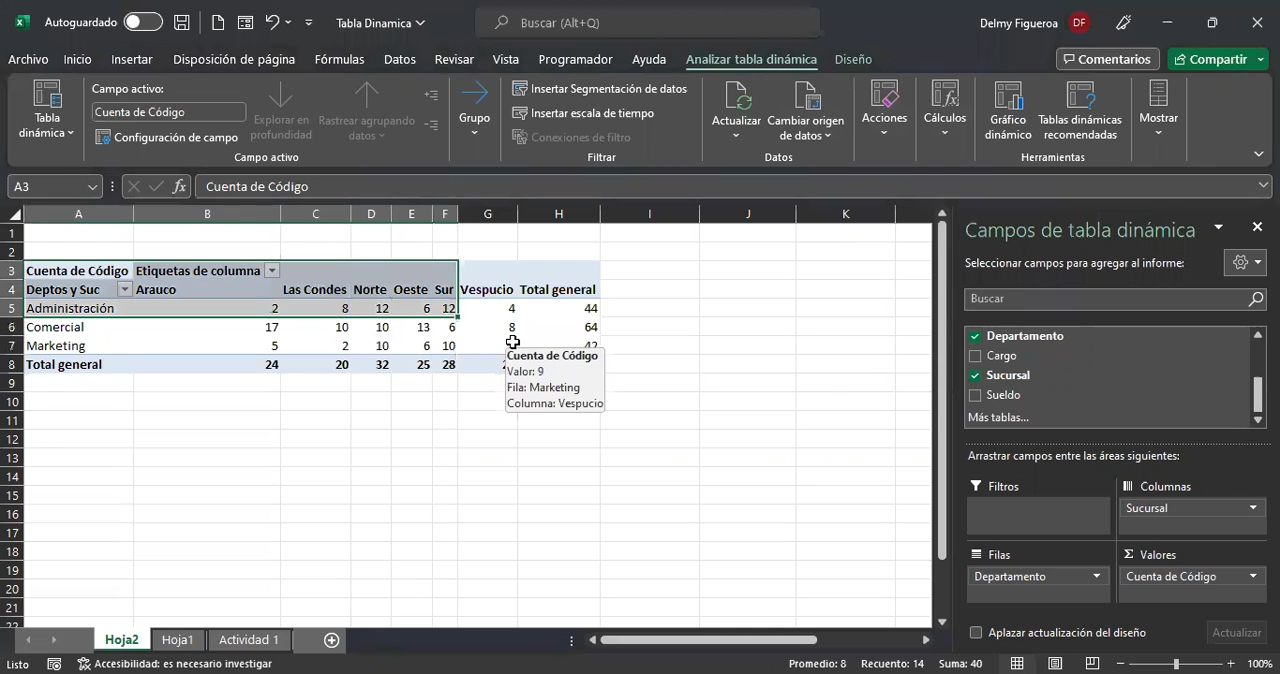 Autoguardado Tabla Dinamica Buscar (Alt+Q) Delmy Figueroa DF
Archivo Inicio Insertar Disposición de página Fórmulas Datos Revisar Vista Programador Ayuda Analizar tabla dinámica Diseño Comentarios Compartir
Tabla dinámica
Campo activo:
Cuenta de Código
Configuración de campo
Explorar en profundidad
Rastrear agrupando datos
Campo activo
Grupo
Insertar Segmentación de datos
Insertar escala de tiempo
Conexiones de filtro
Filtrar
Actualizar
Cambiar origen de datos
Datos
Acciones
Cálculos
Gráfico dinámico
Tablas dinámicas recomendadas
Herramientas
Mostrar
A3 fx Cuenta de Código
A B C D E F G H I J K
1
2
3 Cuenta de Código Etiquetas de columna
4 Deptos y Suc Arauco Las Condes Norte Oeste Sur Vespucio Total general
5 Administración 2 8 12 6 12 4 44
6 Comercial 17 10 10 13 6 8 64
7 Marketing 5 2 10 6 10 42
8 Total general 24 20 32 25 28
Cuenta de Código
Valor: 9
Fila: Marketing
Columna: Vespucio
9
10
11
12
13
14
15
16
17
18
19
20
21
22
Campos de tabla dinámica
Seleccionar campos para agregar al informe:
Buscar
Departamento
Cargo
Sucursal
Sueldo
Más tablas...
Arrastrar campos entre las áreas siguientes:
Filtros Columnas
Sucursal
Filas Σ Valores
Departamento Cuenta de Código
Aplazar actualización del diseño Actualizar
Hoja2 Hoja1 Actividad 1
Listo Accesibilidad: es necesario investigar Promedio: 8 Recuento: 14 Suma: 40 100%